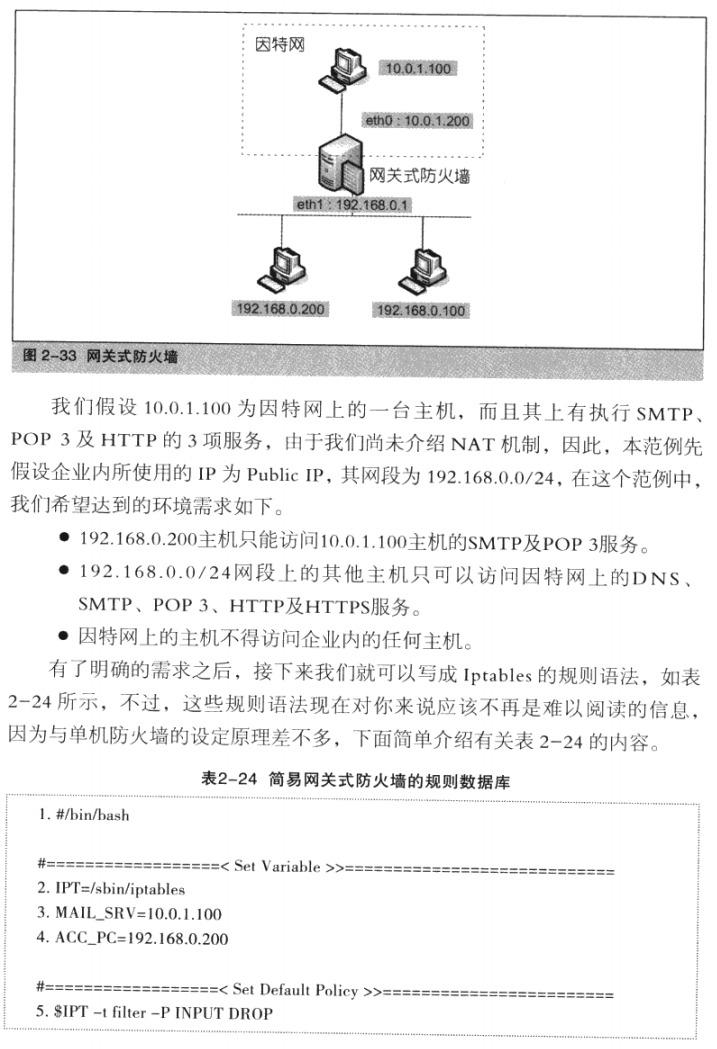 因特网
10.0.1.100
eth0 : 10.0.1.200
网关式防火墙
eth1 : 192.168.0.1
192.168.0.200
192.168.0.100
图 2-33 网关式防火墙
我们假设 10.0.1.100 为因特网上的一台主机，而且其上有执行 SMTP、
POP 3 及 HTTP 的 3 项服务，由于我们尚未介绍 NAT 机制，因此，本范例先
假设企业内所使用的 IP 为 Public IP，其网段为 192.168.0.0/24，在这个范例中，
我们希望达到的环境需求如下。
● 192.168.0.200主机只能访问10.0.1.100主机的SMTP及POP 3服务。
● 192.168.0.0/24网段上的其他主机只可以访问因特网上的DNS、
SMTP、POP 3、HTTP及HTTPS服务。
● 因特网上的主机不得访问企业内的任何主机。
有了明确的需求之后，接下来我们就可以写成 Iptables 的规则语法，如表
2-24 所示，不过，这些规则语法现在对你来说应该不再是难以阅读的信息，
因为与单机防火墙的设定原理差不多，下面简单介绍有关表 2-24 的内容。
表2-24 简易网关式防火墙的规则数据库
1. #/bin/bash
#==================< Set Variable >>============================
2. IPT=/sbin/iptables
3. MAIL_SRV=10.0.1.100
4. ACC_PC=192.168.0.200
#==================< Set Default Policy >>========================
5. $IPT -t filter -P INPUT DROP